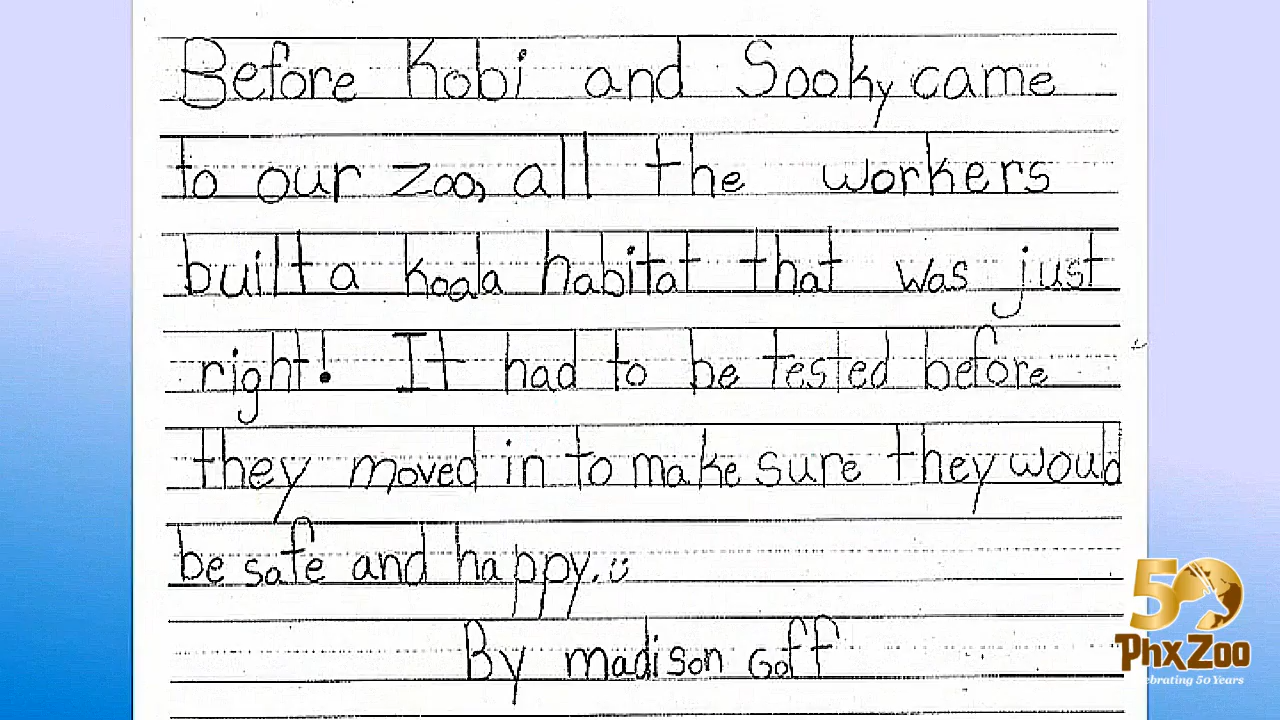 Before Kobi and Sooky came
to our zoo, all the workers
built a koala habitat that was just
right! It had to be tested before
they moved in to make sure they woud
be safe and happy. ☺
By madison Goff
50
PhxZoo
lebrating 50 Years